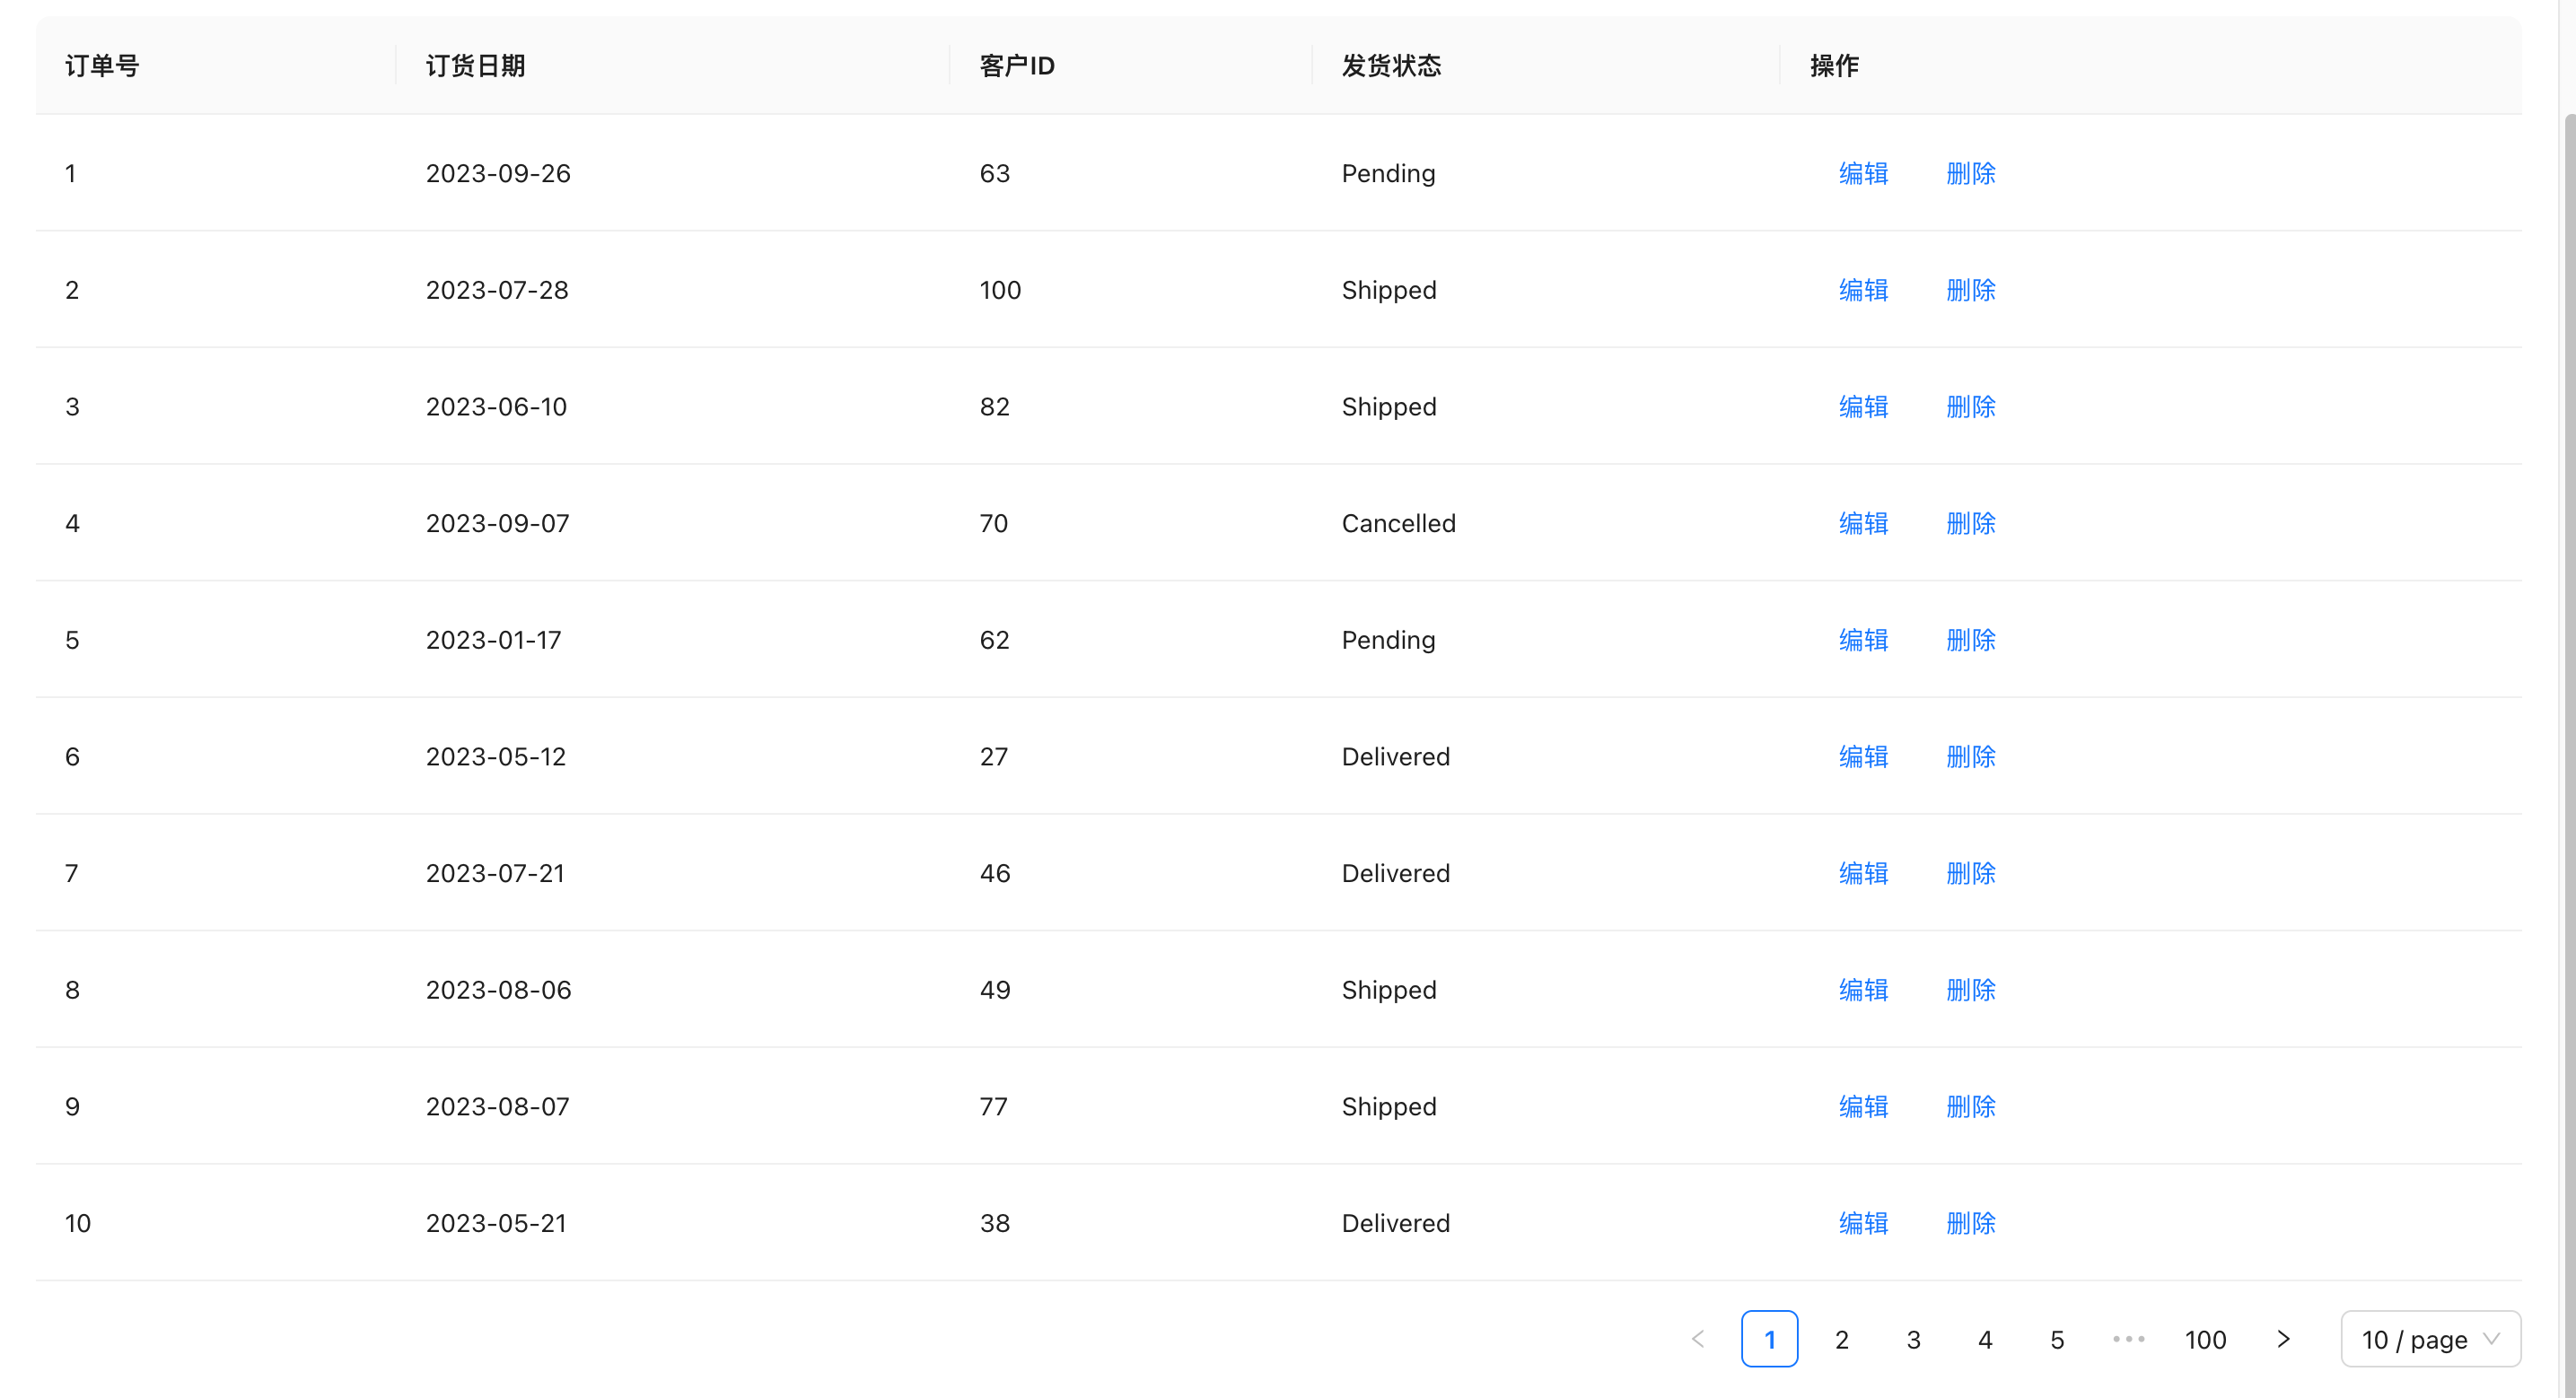 订单号 订货日期 客户ID 发货状态 操作
1 2023-09-26 63 Pending 编辑 删除
2 2023-07-28 100 Shipped 编辑 删除
3 2023-06-10 82 Shipped 编辑 删除
4 2023-09-07 70 Cancelled 编辑 删除
5 2023-01-17 62 Pending 编辑 删除
6 2023-05-12 27 Delivered 编辑 删除
7 2023-07-21 46 Delivered 编辑 删除
8 2023-08-06 49 Shipped 编辑 删除
9 2023-08-07 77 Shipped 编辑 删除
10 2023-05-21 38 Delivered 编辑 删除
< 1 2 3 4 5 ••• 100 > 10 / page